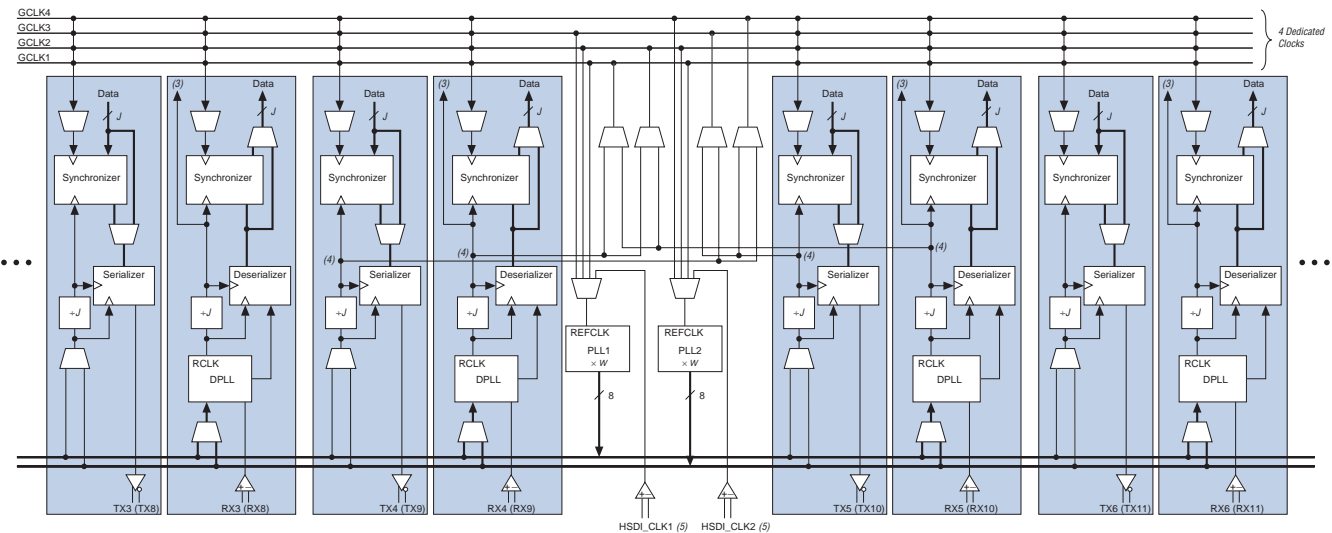 GCLK4
GCLK3
GCLK2
GCLK1
4 Dedicated
Clocks
Data
J
Synchronizer
Serializer
÷J
TX3 (TX8)
(3)
Data
J
Synchronizer
Deserializer
÷J
RCLK
DPLL
RX3 (RX8)
Data
J
Synchronizer
(4)
Serializer
÷J
TX4 (TX9)
(3)
Data
J
Synchronizer
(4)
Deserializer
÷J
RCLK
DPLL
RX4 (RX9)
REFCLK
PLL1
× W
8
HSDI_CLK1 (5)
REFCLK
PLL2
× W
8
HSDI_CLK2 (5)
Data
J
Synchronizer
(4)
Serializer
÷J
TX5 (TX10)
(3)
Data
J
Synchronizer
(4)
Deserializer
÷J
RCLK
DPLL
RX5 (RX10)
Data
J
Synchronizer
Serializer
÷J
TX6 (TX11)
(3)
Data
J
Synchronizer
Deserializer
÷J
RCLK
DPLL
RX6 (RX11)